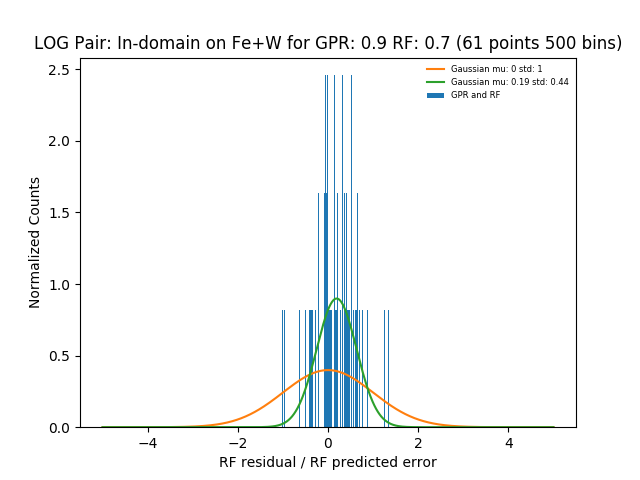 LOG Pair: In-domain on Fe+W for GPR: 0.9 RF: 0.7 (61 points 500 bins)
Gaussian mu: 0 std: 1
Gaussian mu: 0.19 std: 0.44
GPR and RF
Normalized Counts
2.5
2.0
1.5
1.0
0.5
0.0
−4 −2 0 2 4
RF residual / RF predicted error